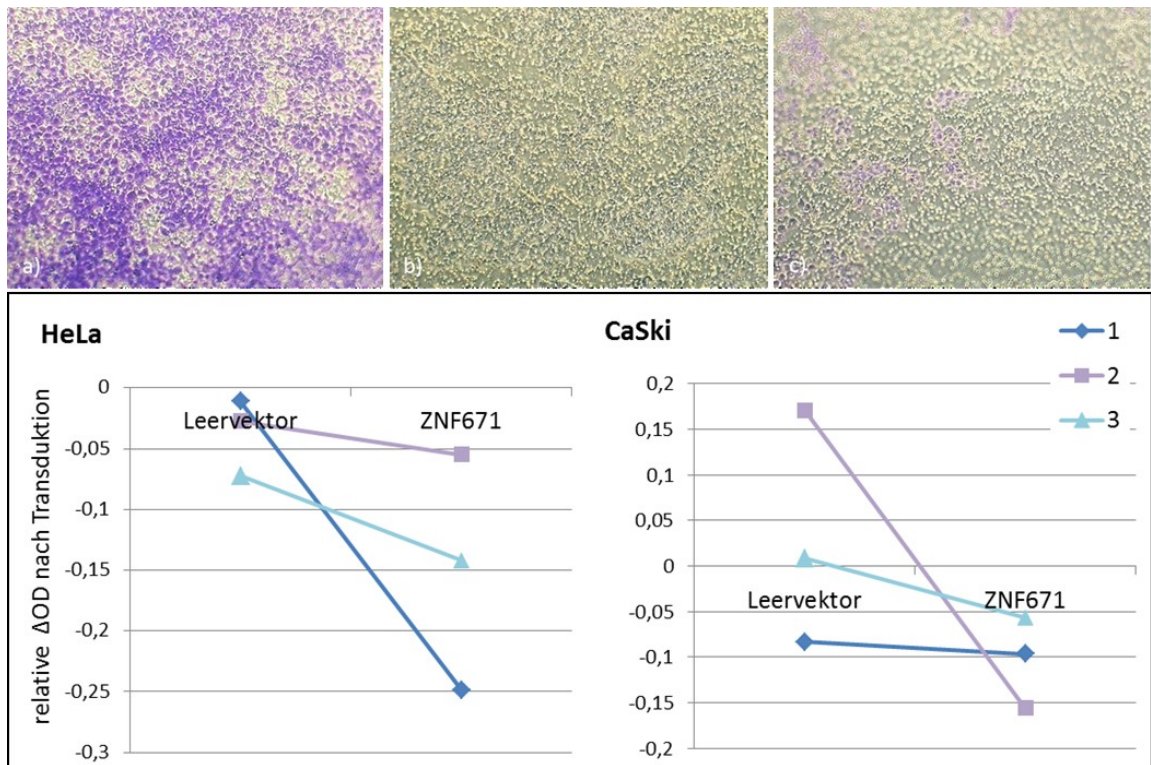 a)
b)
c)
HeLa
relative ΔOD nach Transduktion
0
-0,05
-0,1
-0,15
-0,2
-0,25
-0,3
Leervektor
ZNF671
CaSki
0,2
0,15
0,1
0,05
0
-0,05
-0,1
-0,15
-0,2
Leervektor
ZNF671
1
2
3